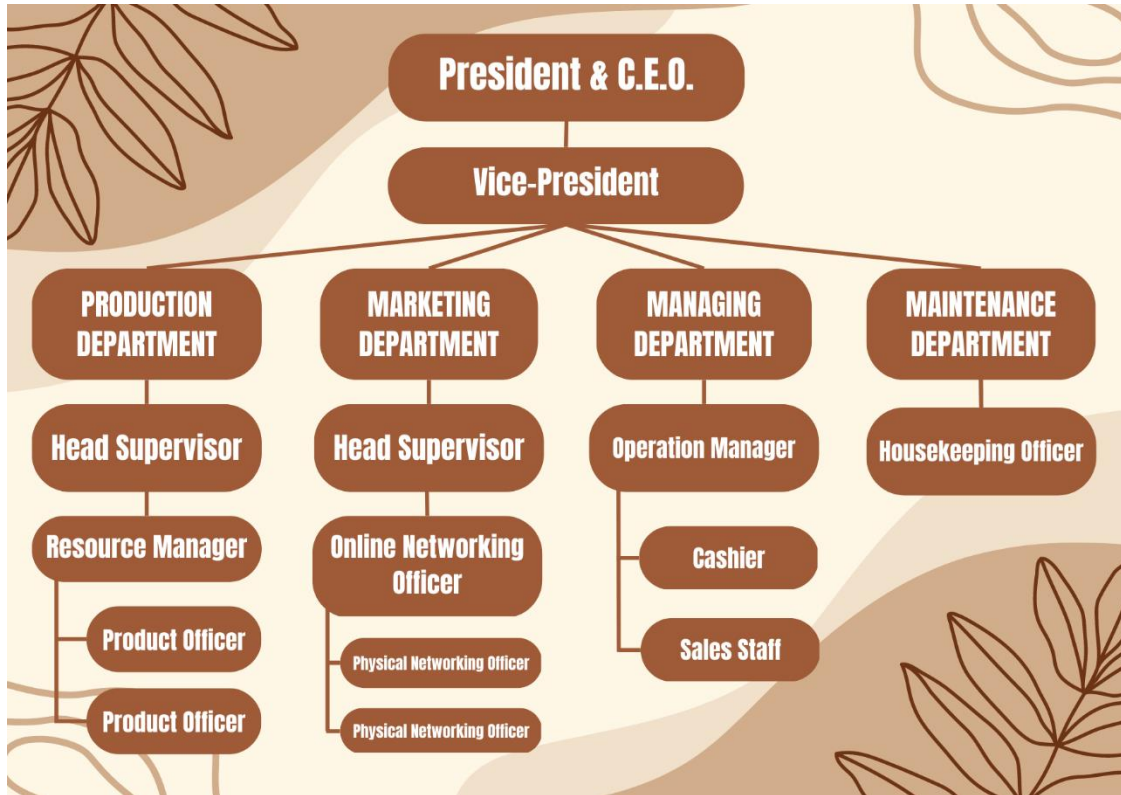 President & C.E.O.
Vice-President
PRODUCTION
DEPARTMENT
Head Supervisor
Resource Manager
Product Officer
Product Officer
MARKETING
DEPARTMENT
Head Supervisor
Online Networking
Officer
Physical Networking Officer
Physical Networking Officer
MANAGING
DEPARTMENT
Operation Manager
Cashier
Sales Staff
MAINTENANCE
DEPARTMENT
Housekeeping Officer